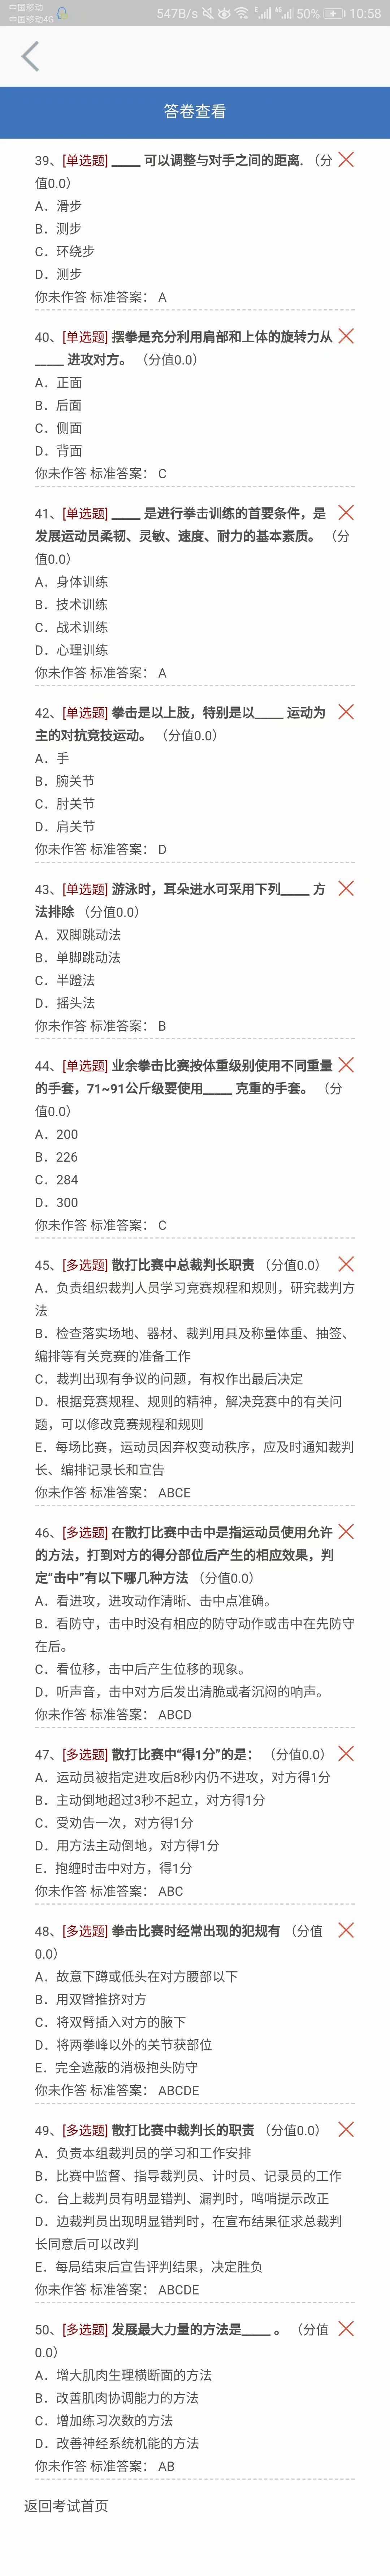 中国移动
中国移动4G
547B/s 50% 10:58
答卷查看
39、[单选题] ____ 可以调整与对手之间的距离. （分
值0.0）
A．滑步
B．测步
C．环绕步
D．测步
你未作答 标准答案： A
40、[单选题] 摆拳是充分利用肩部和上体的旋转力从
____ 进攻对方。 （分值0.0）
A．正面
B．后面
C．侧面
D．背面
你未作答 标准答案： C
41、[单选题] ____ 是进行拳击训练的首要条件，是
发展运动员柔韧、灵敏、速度、耐力的基本素质。 （分
值0.0）
A．身体训练
B．技术训练
C．战术训练
D．心理训练
你未作答 标准答案： A
42、[单选题] 拳击是以上肢，特别是以____ 运动为
主的对抗竞技运动。 （分值0.0）
A．手
B．腕关节
C．肘关节
D．肩关节
你未作答 标准答案： D
43、[单选题] 游泳时，耳朵进水可采用下列____ 方
法排除 （分值0.0）
A．双脚跳动法
B．单脚跳动法
C．半蹬法
D．摇头法
你未作答 标准答案： B
44、[单选题] 业余拳击比赛按体重级别使用不同重量
的手套，71~91公斤级要使用____ 克重的手套。 （分
值0.0）
A．200
B．226
C．284
D．300
你未作答 标准答案： C
45、[多选题] 散打比赛中总裁判长职责 （分值0.0）
A．负责组织裁判人员学习竞赛规程和规则，研究裁判方
法
B．检查落实场地、器材、裁判用具及称量体重、抽签、
编排等有关竞赛的准备工作
C．裁判出现有争议的问题，有权作出最后决定
D．根据竞赛规程、规则的精神，解决竞赛中的有关问
题，可以修改竞赛规程和规则
E．每场比赛，运动员因弃权变动秩序，应及时通知裁判
长、编排记录长和宣告
你未作答 标准答案： ABCE
46、[多选题] 在散打比赛中击中是指运动员使用允许
的方法，打到对方的得分部位后产生的相应效果，判
定“击中”有以下哪几种方法 （分值0.0）
A．看进攻，进攻动作清晰、击中点准确。
B．看防守，击中时没有相应的防守动作或击中在先防守
在后。
C．看位移，击中后产生位移的现象。
D．听声音，击中对方后发出清脆或者沉闷的响声。
你未作答 标准答案： ABCD
47、[多选题] 散打比赛中“得1分”的是： （分值0.0）
A．运动员被指定进攻后8秒内仍不进攻，对方得1分
B．主动倒地超过3秒不起立，对方得1分
C．受劝告一次，对方得1分
D．用方法主动倒地，对方得1分
E．抱缠时击中对方，得1分
你未作答 标准答案： ABC
48、[多选题] 拳击比赛时经常出现的犯规有 （分值
0.0）
A．故意下蹲或低头在对方腰部以下
B．用双臂推挤对方
C．将双臂插入对方的腋下
D．将两拳峰以外的关节获部位
E．完全遮蔽的消极抱头防守
你未作答 标准答案： ABCDE
49、[多选题] 散打比赛中裁判长的职责 （分值0.0）
A．负责本组裁判员的学习和工作安排
B．比赛中监督、指导裁判员、计时员、记录员的工作
C．台上裁判员有明显错判、漏判时，鸣哨提示改正
D．边裁判员出现明显错判时，在宣布结果征求总裁判
长同意后可以改判
E．每局结束后宣告评判结果，决定胜负
你未作答 标准答案： ABCDE
50、[多选题] 发展最大力量的方法是____ 。 （分值
0.0）
A．增大肌肉生理横断面的方法
B．改善肌肉协调能力的方法
C．增加练习次数的方法
D．改善神经系统机能的方法
你未作答 标准答案： AB
返回考试首页